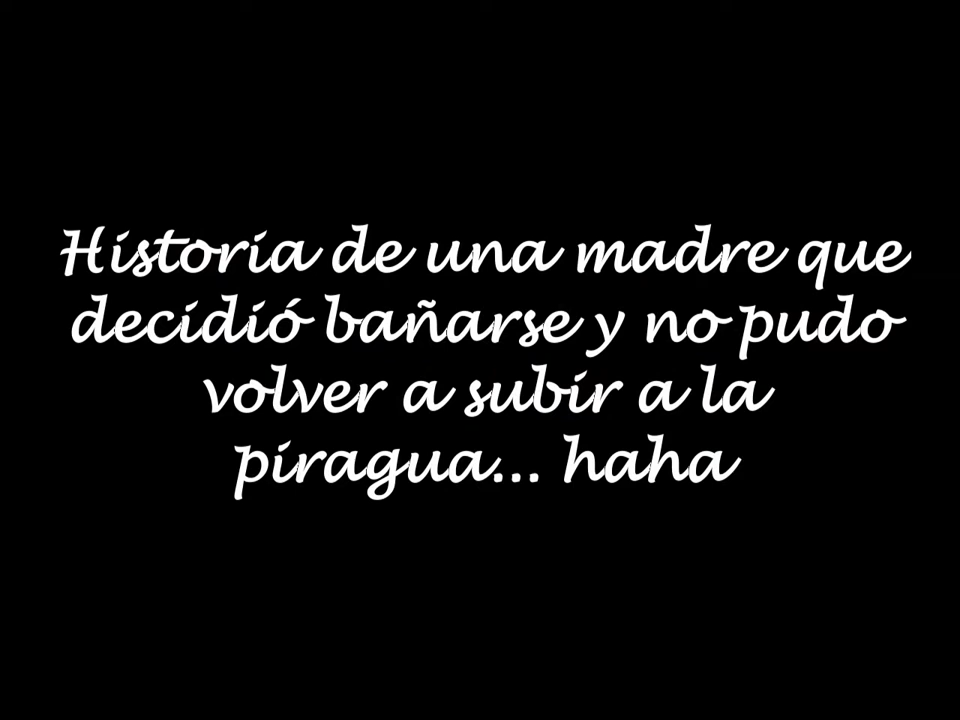 Historia de una madre que
decidió bañarse y no pudo
volver a subir a la
piragua... haha